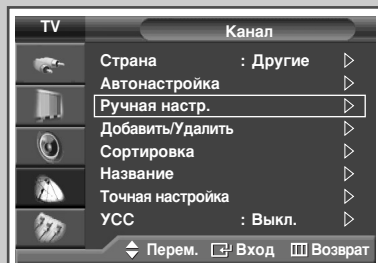 TV
Канал
Страна : Другие
Автонастройка
Ручная настр.
Добавить/Удалить
Сортировка
Название
Точная настройка
УСС : Выкл.
Перем. Вход Возврат